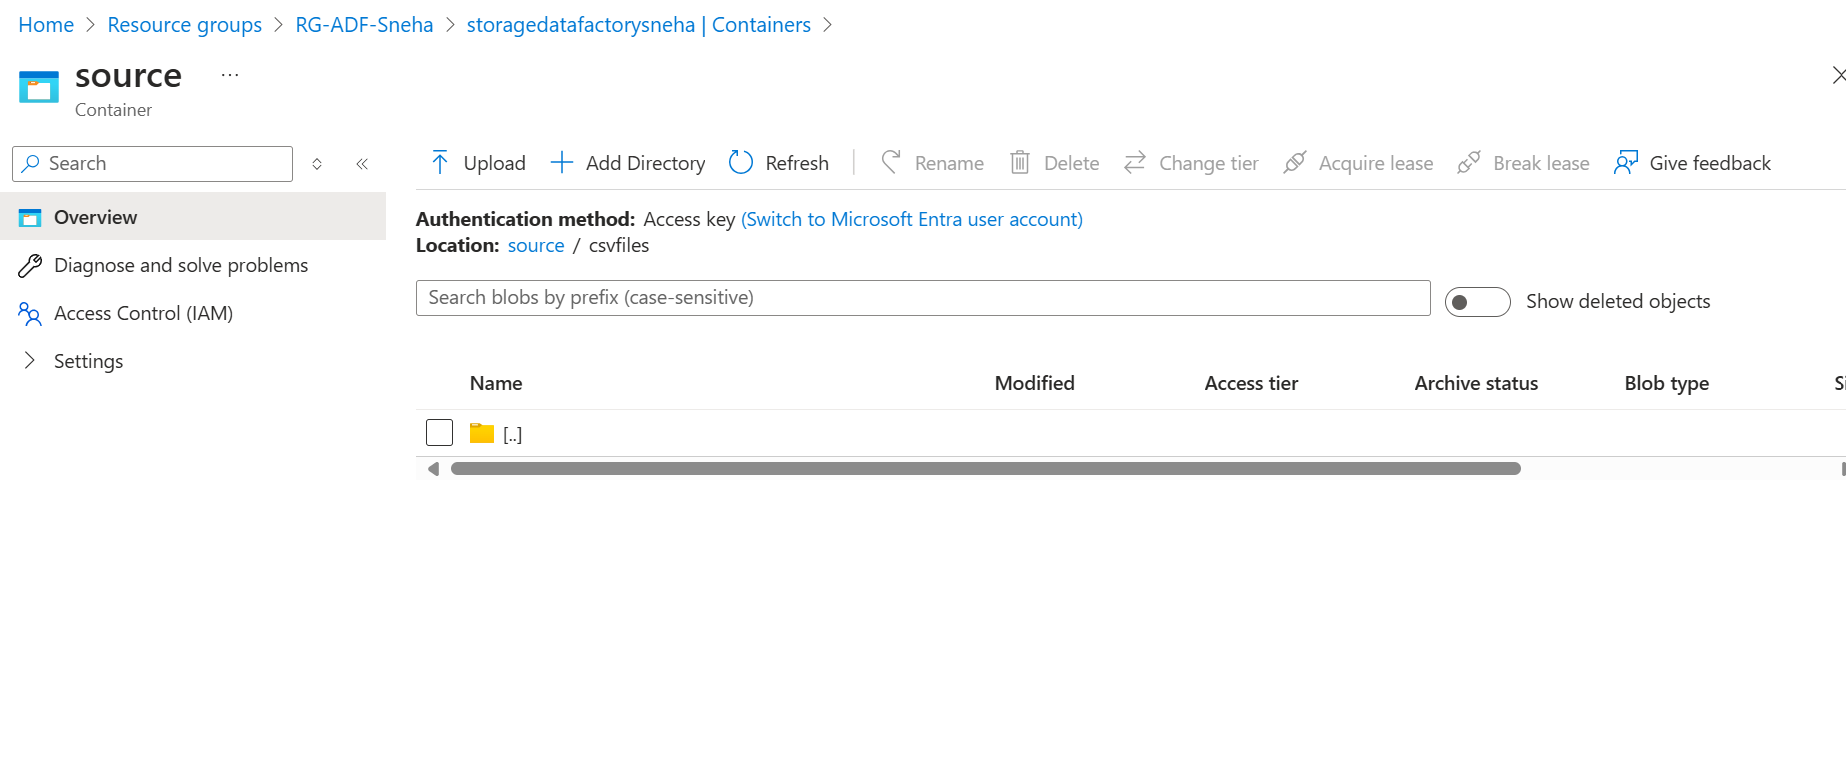 Home > Resource groups > RG-ADF-Sneha > storagedatafactorysneha | Containers >
source ...
Container
Search
Upload Add Directory Refresh Rename Delete Change tier Acquire lease Break lease Give feedback
Overview
Diagnose and solve problems
Access Control (IAM)
Settings
Authentication method: Access key (Switch to Microsoft Entra user account)
Location: source / csvfiles
Search blobs by prefix (case-sensitive)
Show deleted objects
Name Modified Access tier Archive status Blob type
[..]